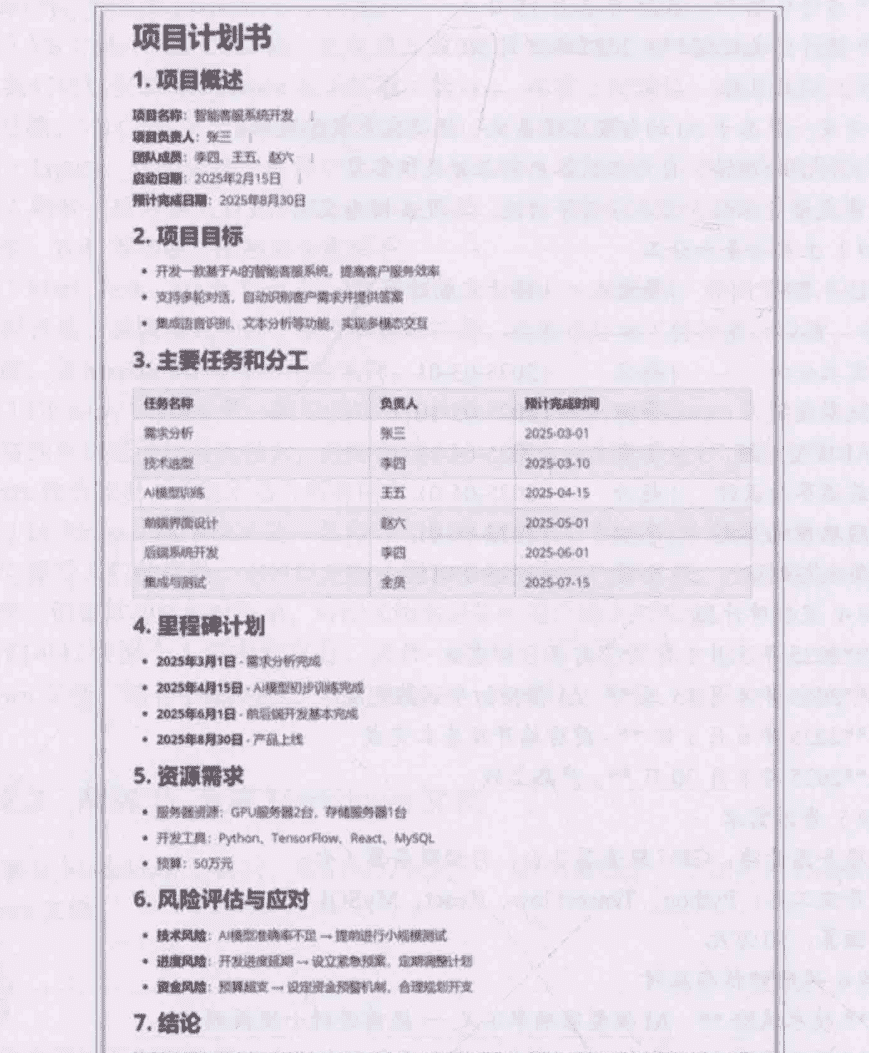 项目计划书
1. 项目概述
项目名称：智能客服系统开发
项目负责人：张三
团队成员：李四、王五、赵六
启动日期：2025年2月15日
预计完成日期：2025年8月30日
2. 项目目标
• 开发一款基于AI的智能客服系统，提高客户服务效率
• 支持多轮对话，自动识别客户需求并提供答案
• 集成语音识别、文本分析等功能，实现多模态交互
3. 主要任务和分工
任务名称 负责人 预计完成时间
需求分析 张三 2025-03-01
技术选型 李四 2025-03-10
AI模型训练 王五 2025-04-15
前端界面设计 赵六 2025-05-01
后端系统开发 李四 2025-06-01
集成与测试 全员 2025-07-15
4. 里程碑计划
• 2025年3月1日 - 需求分析完成
• 2025年4月15日 - AI模型初步训练完成
• 2025年6月1日 - 前后端开发基本完成
• 2025年8月30日 - 产品上线
5. 资源需求
• 服务器资源：GPU服务器2台，存储服务器1台
• 开发工具：Python、TensorFlow、React、MySQL
• 预算：50万元
6. 风险评估与应对
• 技术风险：AI模型准确率不足 → 提前进行小规模测试
• 进度风险：开发进度延期 → 设立紧急预案，定期调整计划
• 资金风险：预算超支 → 设定资金预警机制，合理规划开支
7. 结论